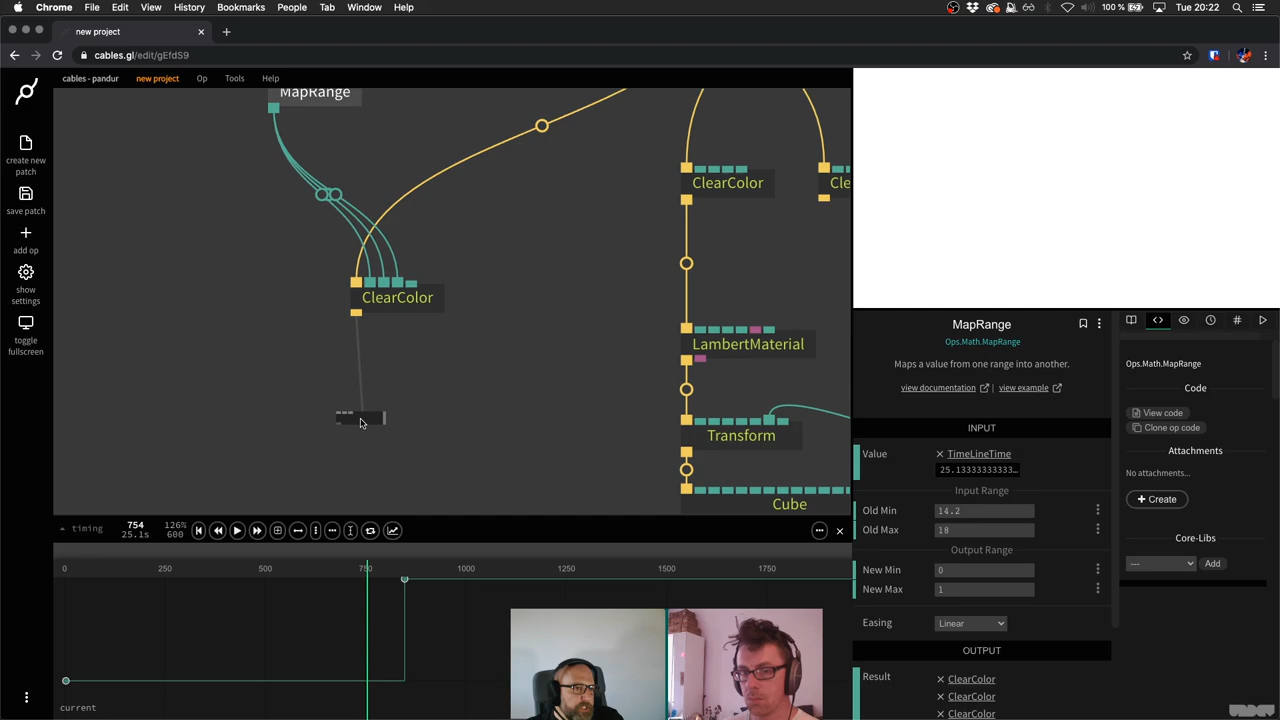 Chrome File Edit View History Bookmarks People Tab Window Help
100 % Tue 20:22
new project
cables.gl/edit/gEfdS9
cables - pandur new project Op Tools Help
create new patch
save patch
add op
show settings
toggle fullscreen
MapRange
ClearColor
ClearColor
Cle
LambertMaterial
Transform
Cube
MapRange
Ops.Math.MapRange
Maps a value from one range into another.
view documentation view example
INPUT
Value TimeLineTime
25.13333333333...
Input Range
Old Min 14.2
Old Max 18
Output Range
New Min 0
New Max 1
Easing Linear
OUTPUT
Result ClearColor
ClearColor
ClearColor
Ops.Math.MapRange
Code
View code
Clone op code
Attachments
No attachments...
Create
Core-Libs
--- Add
timing 754 126%
25.1s 600
0 250 500 750 1000 1250 1500 1750
current